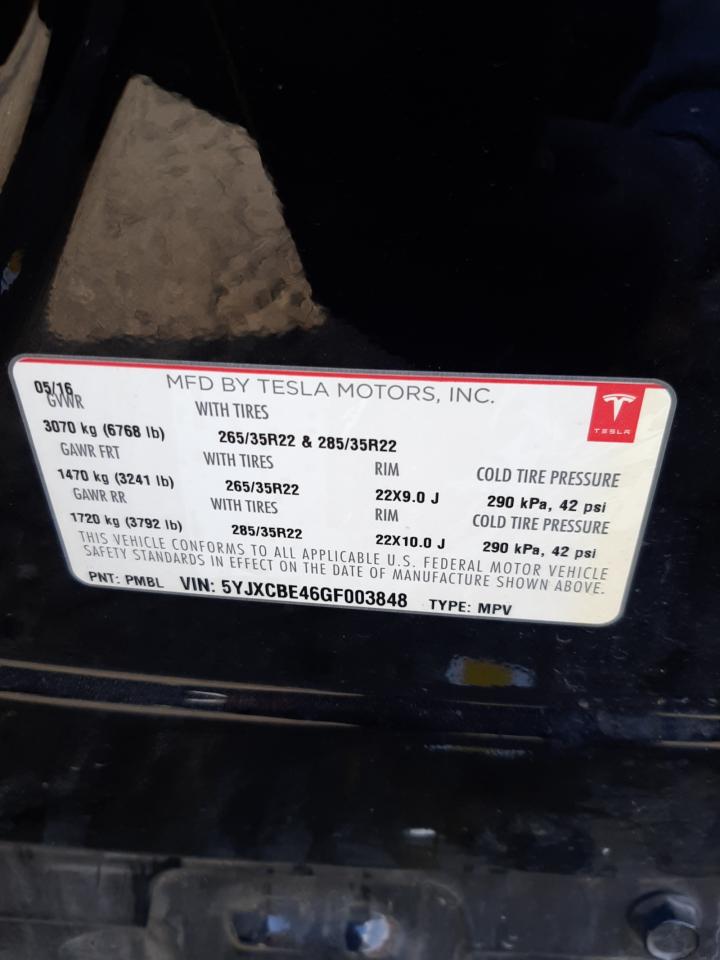 05/16 MFD BY TESLA MOTORS, INC.
TESLA
GVWR WITH TIRES
3070 kg (6768 lb) 265/35R22 & 285/35R22
GAWR FRT WITH TIRES RIM COLD TIRE PRESSURE
1470 kg (3241 lb) 265/35R22 22X9.0 J 290 kPa, 42 psi
GAWR RR WITH TIRES RIM COLD TIRE PRESSURE
1720 kg (3792 lb) 285/35R22 22X10.0 J 290 kPa, 42 psi
THIS VEHICLE CONFORMS TO ALL APPLICABLE U.S. FEDERAL MOTOR VEHICLE
SAFETY STANDARDS IN EFFECT ON THE DATE OF MANUFACTURE SHOWN ABOVE.
PNT: PMBL VIN: 5YJXCBE46GF003848 TYPE: MPV